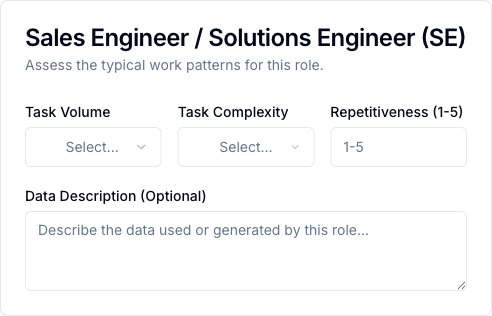 Sales Engineer / Solutions Engineer (SE)
Assess the typical work patterns for this role.
Task Volume
Task Complexity
Repetitiveness (1-5)
Select...
Select...
1-5
Data Description (Optional)
Describe the data used or generated by this role...